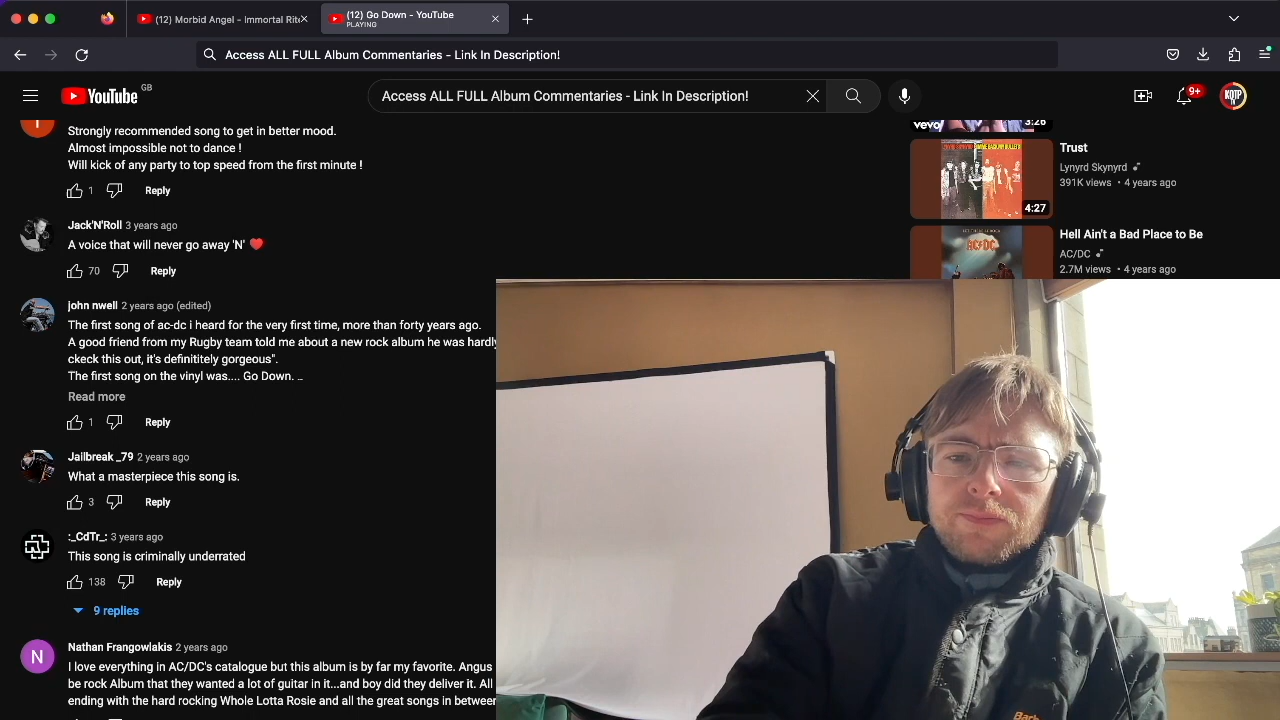 (12) Morbid Angel - Immortal Rite
(12) Go Down - YouTube
PLAYING
Access ALL FULL Album Commentaries - Link In Description!
YouTube GB
Access ALL FULL Album Commentaries - Link In Description!
9+
KOTP
Strongly recommended song to get in better mood.
Almost impossible not to dance !
Will kick of any party to top speed from the first minute !
1
Reply
Jack'N'Roll 3 years ago
A voice that will never go away 'N'
70
Reply
john nwell 2 years ago (edited)
The first song of ac-dc i heard for the very first time, more than forty years ago.
A good friend from my Rugby team told me about a new rock album he was hardly
ckeck this out, it's definititely gorgeous".
The first song on the vinyl was.... Go Down. ...
Read more
1
Reply
Jailbreak _79 2 years ago
What a masterpiece this song is.
3
Reply
:_CdTr_: 3 years ago
This song is criminally underrated
138
Reply
9 replies
N
Nathan Frangowlakis 2 years ago
I love everything in AC/DC's catalogue but this album is by far my favorite. Angus
be rock Album that they wanted a lot of guitar in it...and boy did they deliver it. All
ending with the hard rocking Whole Lotta Rosie and all the great songs in between
vevo
3:26
4:27
Trust
Lynyrd Skynyrd
391K views • 4 years ago
AC/DC
Hell Ain't a Bad Place to Be
AC/DC
2.7M views • 4 years ago